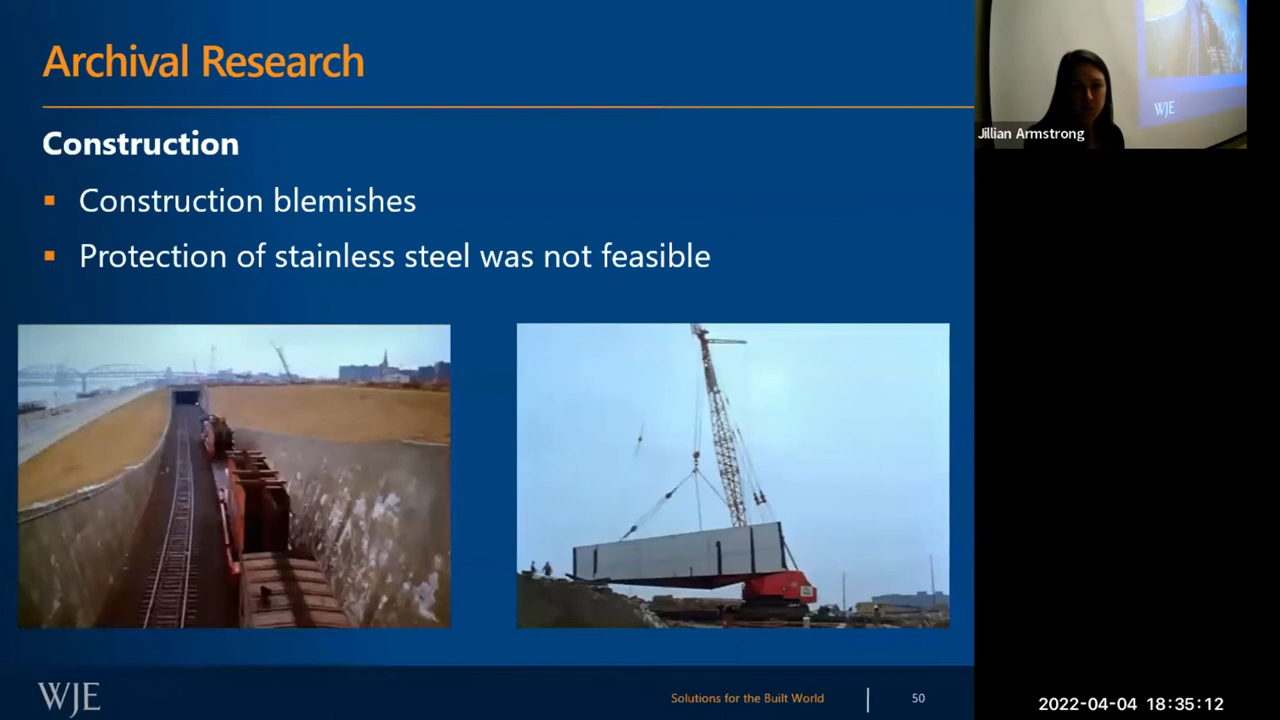 Archival Research
Construction
Construction blemishes
Protection of stainless steel was not feasible
WJE
Solutions for the Built World
50
WJE
Jillian Armstrong
2022-04-04 18:35:12